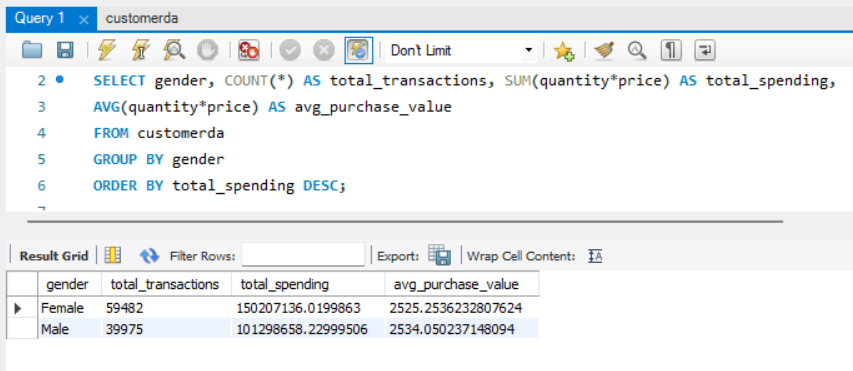 Query 1 customerda
Don't Limit
2 SELECT gender, COUNT(*) AS total_transactions, SUM(quantity*price) AS total_spending,
3 AVG(quantity*price) AS avg_purchase_value
4 FROM customerda
5 GROUP BY gender
6 ORDER BY total_spending DESC;
7
Result Grid Filter Rows: Export: Wrap Cell Content: IA
gender total_transactions total_spending avg_purchase_value
Female 59482 150207136.0199863 2525.2536232807624
Male 39975 101298658.22999506 2534.050237148094